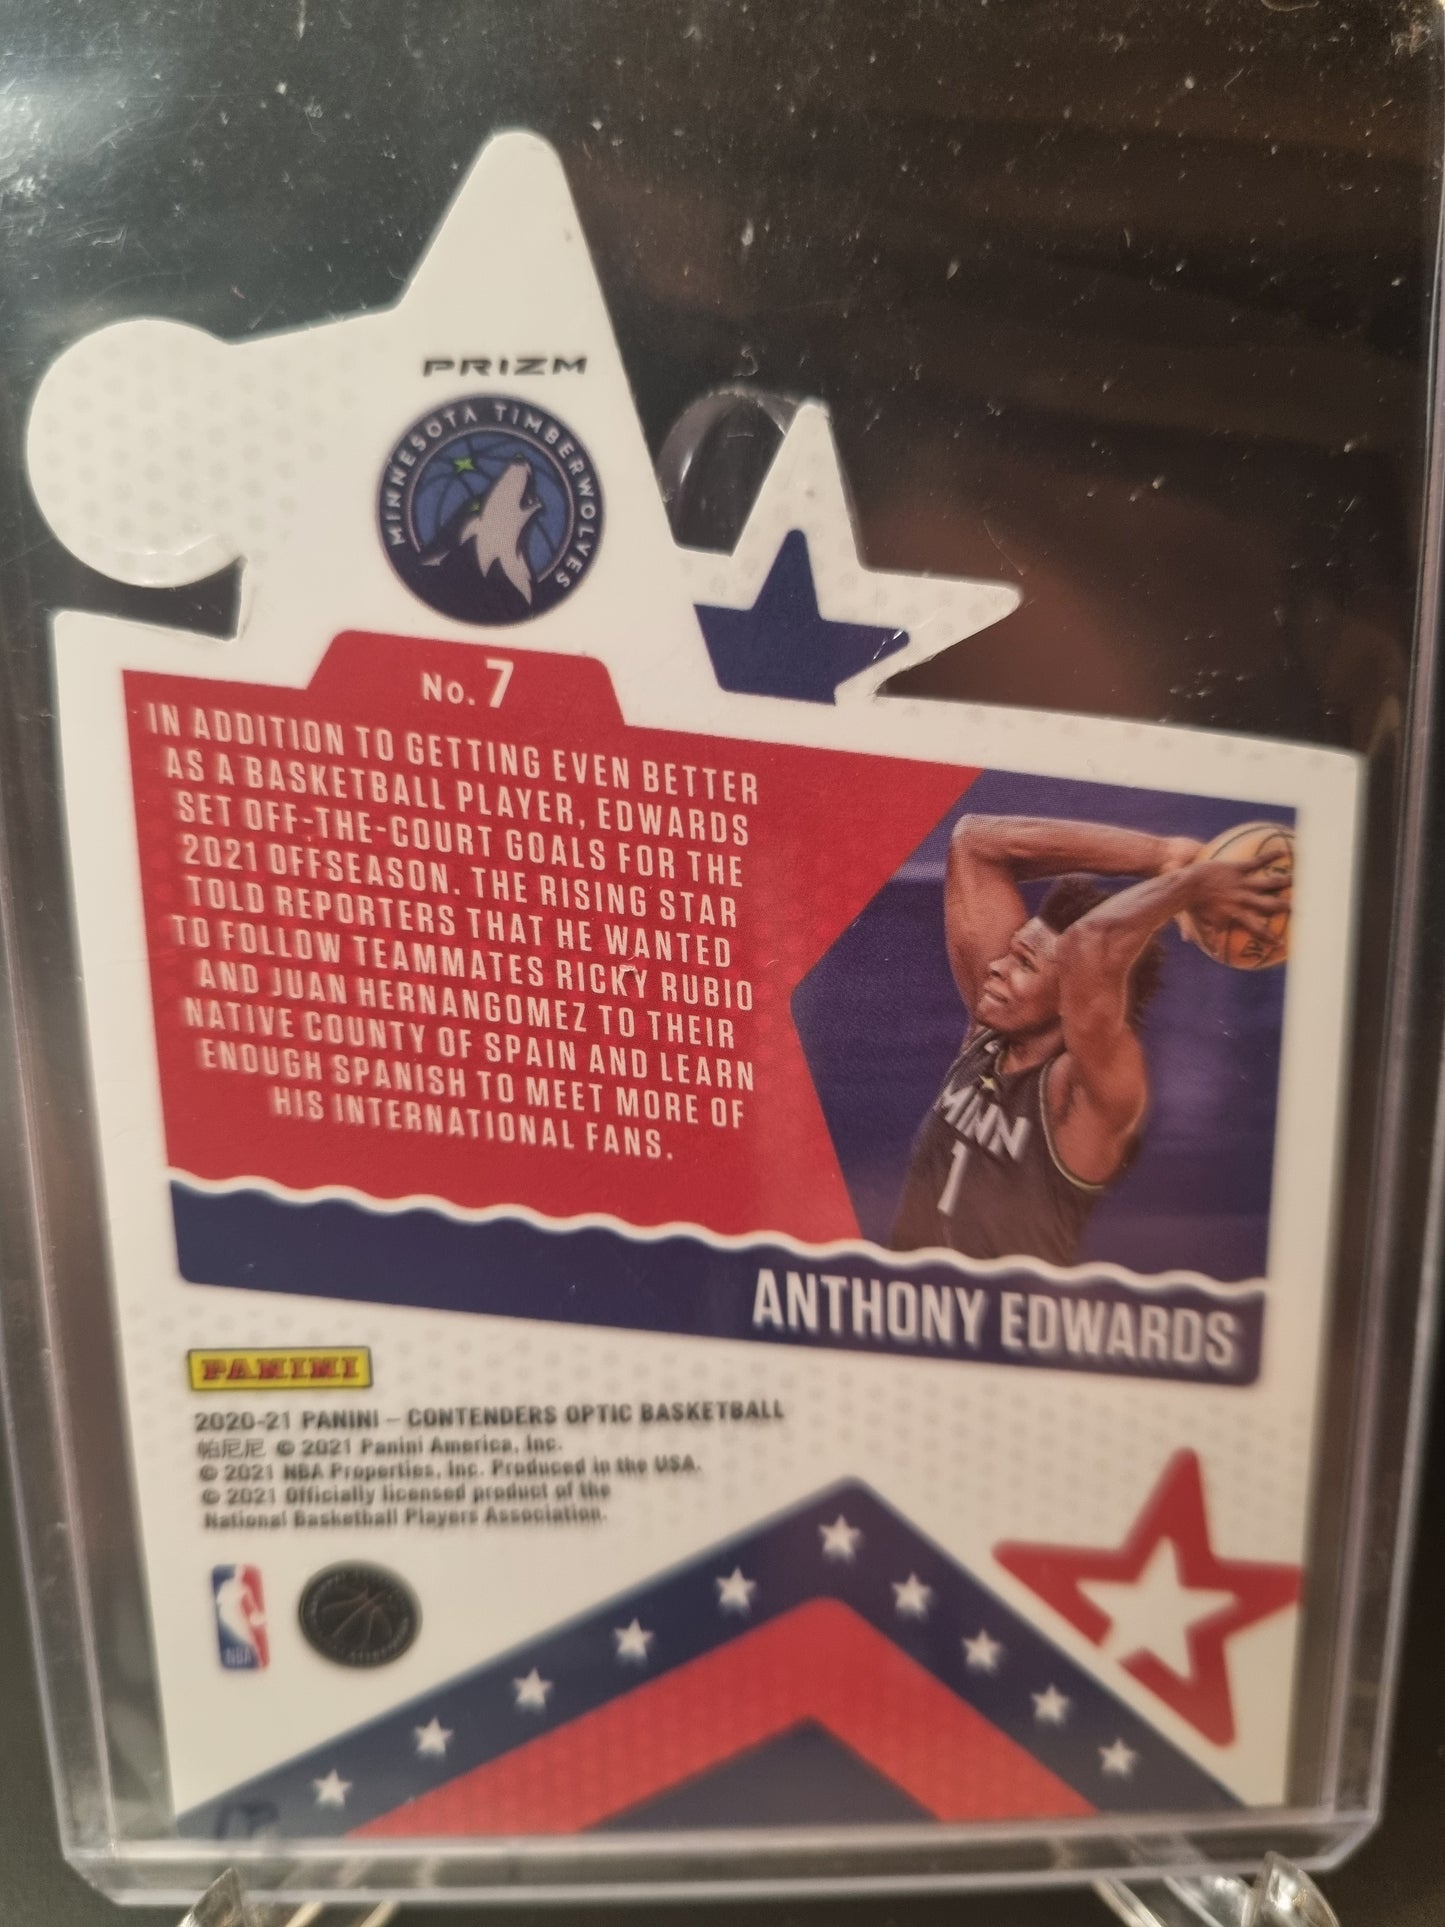 PRIZM
MINNESOTA TIMBERWOLVES
No. 7
IN ADDITION TO GETTING EVEN BETTER
AS A BASKETBALL PLAYER, EDWARDS
SET OFF-THE-COURT GOALS FOR THE
2021 OFFSEASON. THE RISING STAR
TOLD REPORTERS THAT HE WANTED
TO FOLLOW TEAMMATES RICKY RUBIO
AND JUAN HERNANGOMEZ TO THEIR
NATIVE COUNTY OF SPAIN AND LEARN
ENOUGH SPANISH TO MEET MORE OF
HIS INTERNATIONAL FANS.
MINN
1
ANTHONY EDWARDS
PANINI
2020-21 PANINI – CONTENDERS OPTIC BASKETBALL
帕尼尼 © 2021 Panini America, Inc.
© 2021 NBA Properties, Inc. Produced in the USA.
© 2021 Officially licensed product of the
National Basketball Players Association.
NBA